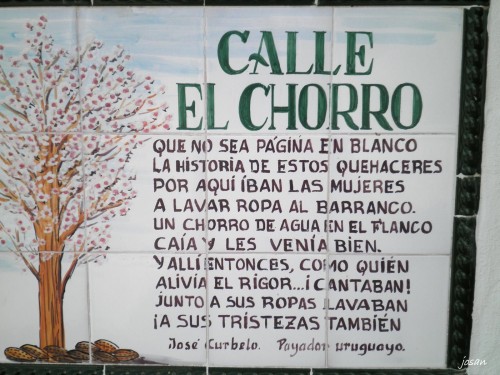 CALLE
EL CHORRO
QUE NO SEA PÁGINA EN BLANCO
LA HISTORIA DE ESTOS QUEHACERES
POR AQUÍ ÍBAN LAS MUJERES
A LAVAR ROPA AL BARRANCO.
UN CHORRO DE AGUA EN EL FLANCO
CAÍA Y LES VENÍA BIEN.
Y ALLÍ ENTONCES, COMO QUIÉN
ALIVÍA EL RIGOR...¡CANTABAN!
JUNTO A SUS ROPAS LAVABAN
¡A SUS TRISTEZAS TAMBIÉN
José Curbelo. Payador uruguayo.
josan